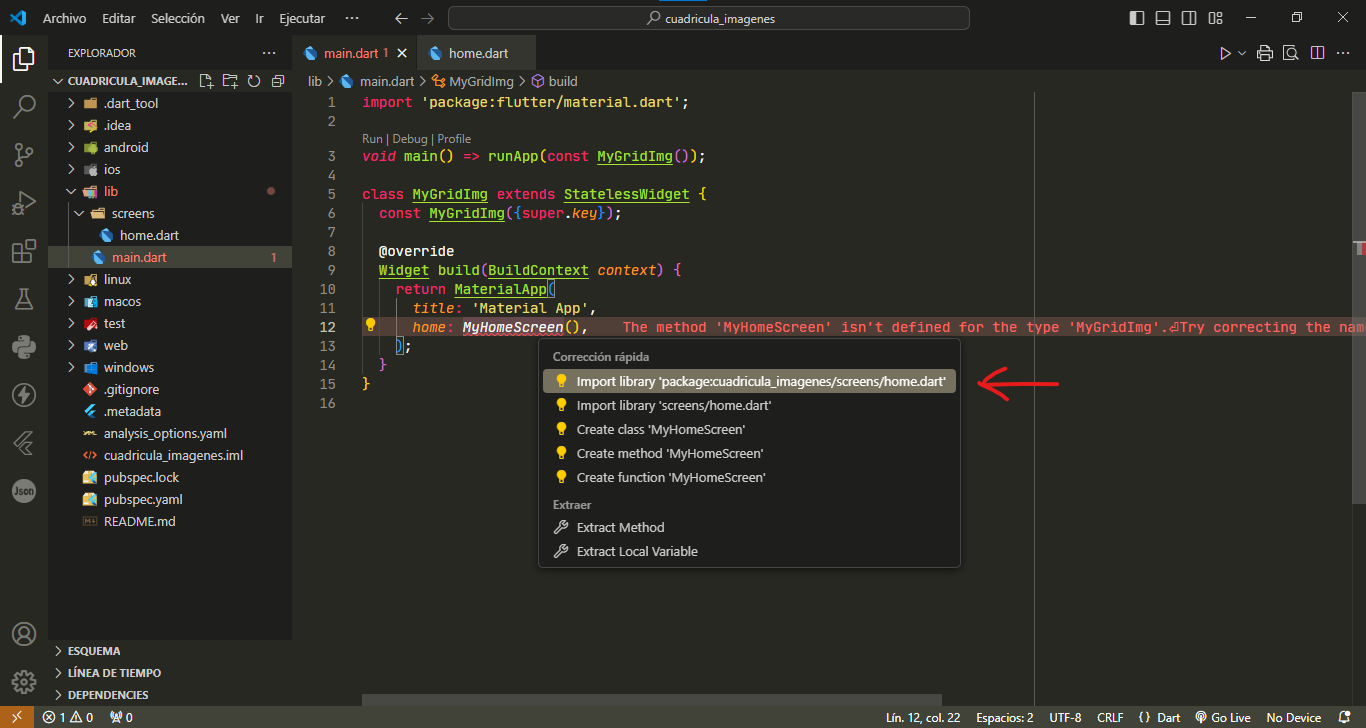 Archivo Editar Selección Ver Ir Ejecutar ··· cuadricula_imagenes
EXPLORADOR ···
CUADRICULA_IMAGE...
.dart_tool
.idea
android
ios
lib
screens
home.dart
main.dart 1
linux
macos
test
web
windows
.gitignore
.metadata
analysis_options.yaml
cuadricula_imagenes.iml
pubspec.lock
pubspec.yaml
README.md
ESQUEMA
LÍNEA DE TIEMPO
DEPENDENCIES
Json
main.dart 1 home.dart
lib > main.dart > MyGridImg > build
1 import 'package:flutter/material.dart';
2
Run | Debug | Profile
3 void main() => runApp(const MyGridImg());
4
5 class MyGridImg extends StatelessWidget {
6 const MyGridImg({super.key});
7
8 @override
9 Widget build(BuildContext context) {
10 return MaterialApp(
11 title: 'Material App',
12 home: MyHomeScreen(), The method 'MyHomeScreen' isn't defined for the type 'MyGridImg'.⏎Try correcting the nam
13 );
14 }
15 }
16
Corrección rápida
Import library 'package:cuadricula_imagenes/screens/home.dart'
Import library 'screens/home.dart'
Create class 'MyHomeScreen'
Create method 'MyHomeScreen'
Create function 'MyHomeScreen'
Extraer
Extract Method
Extract Local Variable
1 0 0 Lín. 12, col. 22 Espacios: 2 UTF-8 CRLF {} Dart Go Live No Device